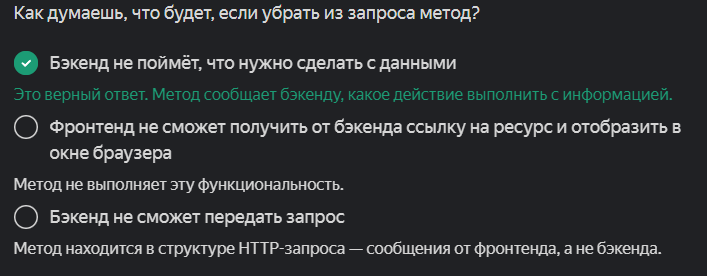 Как думаешь, что будет, если убрать из запроса метод?
Бэкенд не поймёт, что нужно сделать с данными
Это верный ответ. Метод сообщает бэкенду, какое действие выполнить с информацией.
Фронтенд не сможет получить от бэкенда ссылку на ресурс и отобразить в
окне браузера
Метод не выполняет эту функциональность.
Бэкенд не сможет передать запрос
Метод находится в структуре HTTP-запроса — сообщения от фронтенда, а не бэкенда.